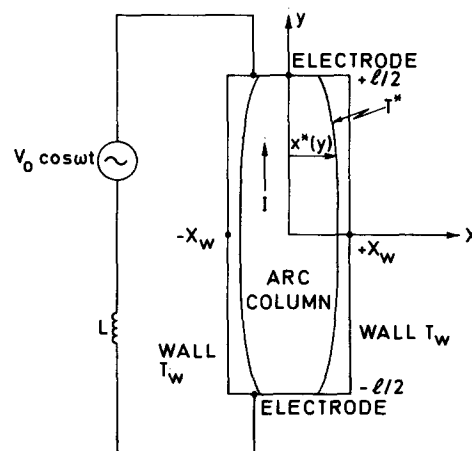 y
ELECTRODE
+ℓ/2
T*
x*(y)
V₀ cosωt
I
-X_W
+X_W
X
ARC
COLUMN
L
WALL
T_W
WALL T_W
-ℓ/2
ELECTRODE